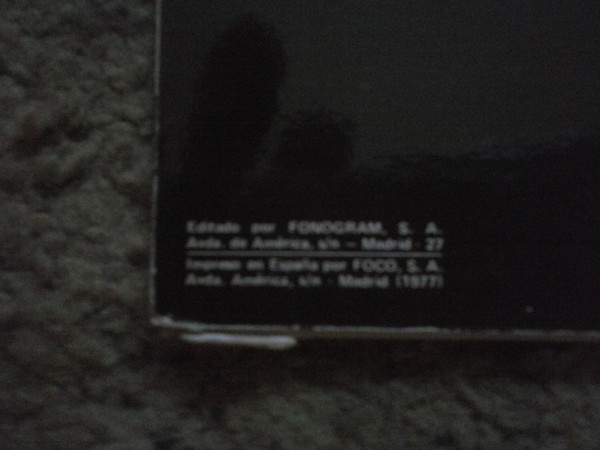 Editado por FONOGRAM, S. A.
Avda. de América, s/n - Madrid - 27
Impreso en España por FOCO, S. A.
Avda. América, s/n - Madrid (1977)